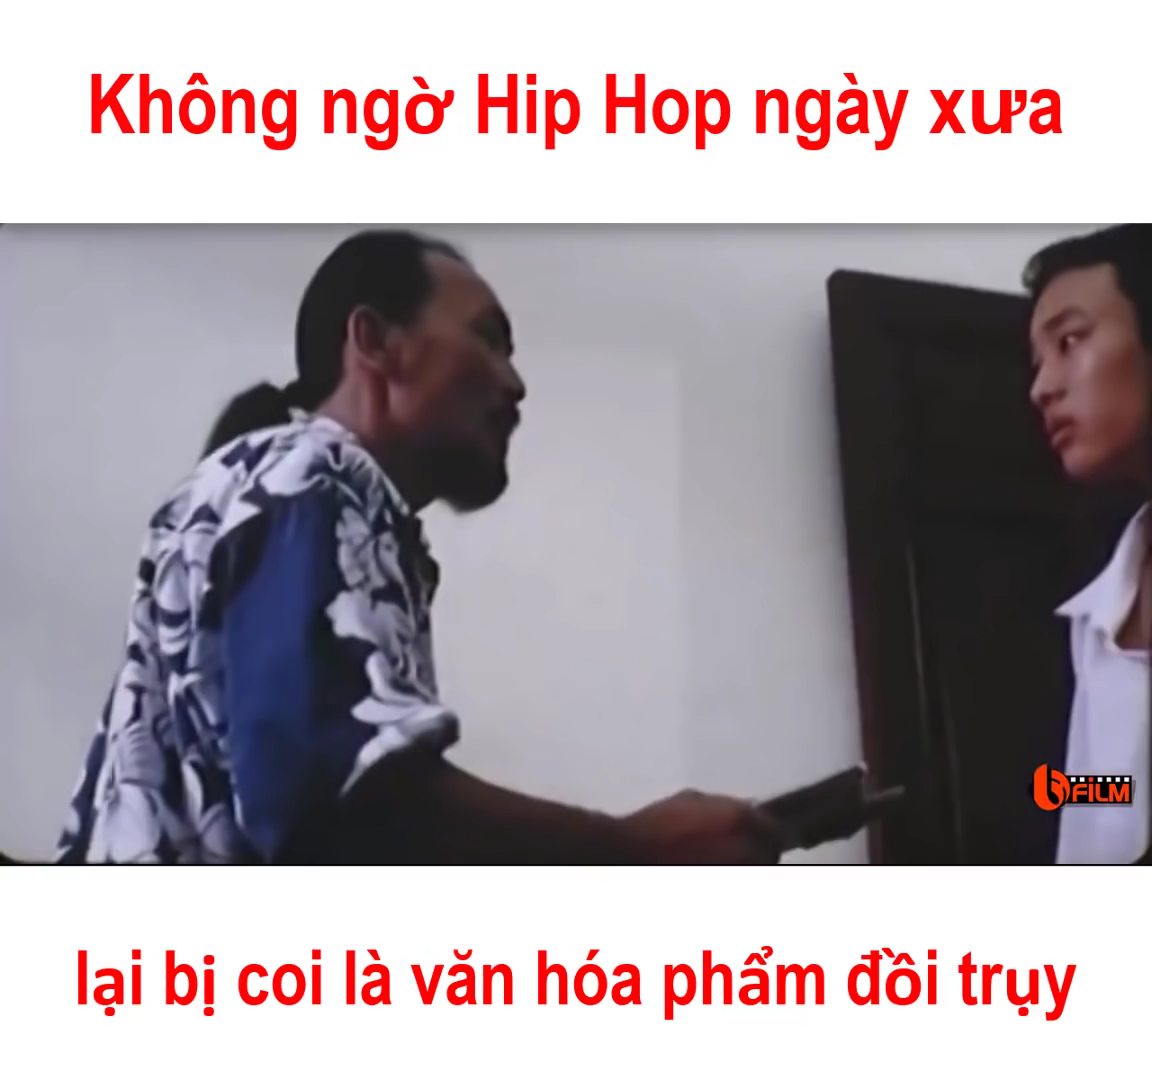 Không ngờ Hip Hop ngày xưa
FiLM
lại bị coi là văn hóa phẩm đồi trụy